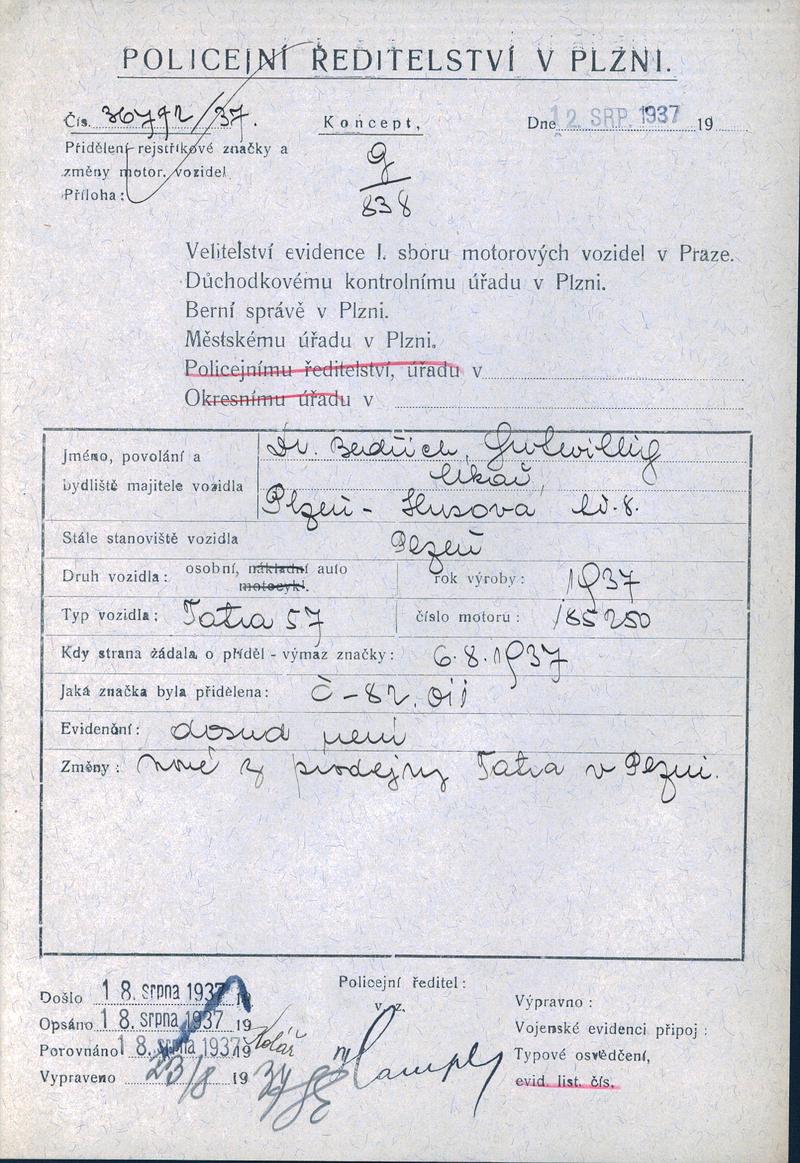 POLICEJNÍ ŘEDITELSTVÍ V PLZNI.
Čís. 36792/37. Koncept, Dne 12 SRP. 1937 19
Přidělení rejstříkové značky a
změny motor. vozidel
Příloha:
9
838
Velitelství evidence I. sboru motorových vozidel v Praze.
Důchodkovému kontrolnímu úřadu v Plzni.
Berní správě v Plzni.
Městskému úřadu v Plzni.
Policejnímu ředitelství, úřadu v
Okresnímu úřadu v
Jméno, povolání a
bydliště majitele vozidla
Dr. Bedřich Gutwillig
lékař,
Plzeň - Husova tř. 8.
Stále stanoviště vozidla Plzeň
Druh vozidla: osobní, nákladní auto
motocykl.
rok výroby: 1937
Typ vozidla: Tatra 57 číslo motoru: 185250
Kdy strana žádala o příděl - výmaz značky: 6.8.1937
Jaká značka byla přidělena: Č-82.011
Evidenční: dosud není
Změny: nové z prodejny Tatra v Plzni.
Došlo 18. srpna 1937 19
Opsáno 18. srpna 1937 19
Porovnáno 18. srpna 1937 19 Kolář
Vypraveno 23/8 19 37
Policejní ředitel:
v. z.
Výpravno:
Vojenské evidenci připoj:
Typové osvědčení,
evid. list. čís.